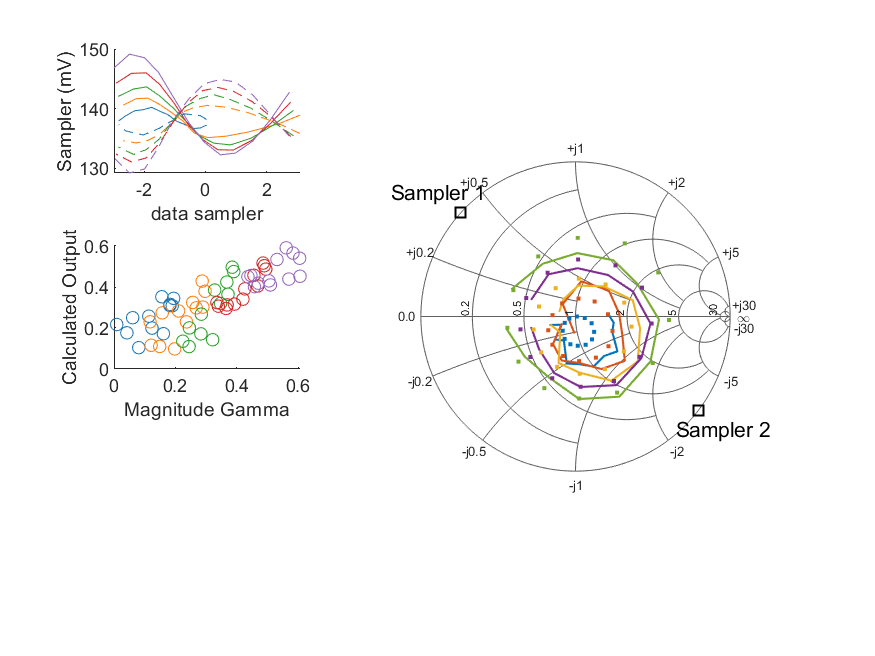 150
140
130
Sampler (mV)
-2
0
2
data sampler
0.6
0.4
0.2
0
Calculated Output
0
0.2
0.4
0.6
Magnitude Gamma
+j1
+j0.5
+j2
Sampler 1
+j0.2
+j5
0.0
0.2
0.5
1
2
5
30
+j30
∞
-j30
-j0.2
-j5
Sampler 2
-j0.5
-j2
-j1